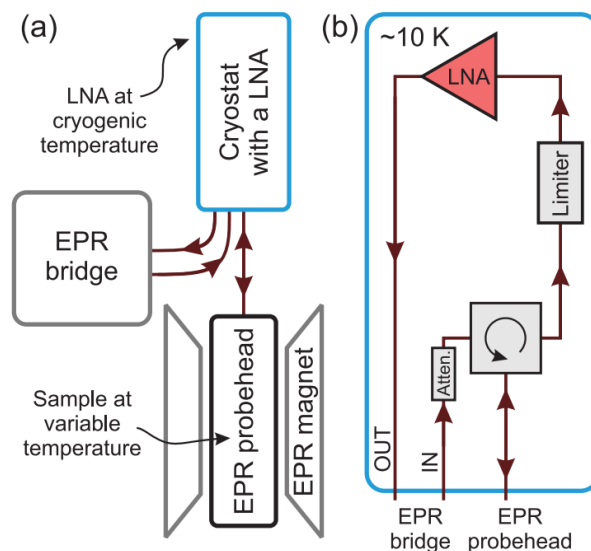 (a)
LNA at
cryogenic
temperature
Cryostat
with a LNA
EPR
bridge
Sample at
variable
temperature
EPR probehead
EPR magnet
(b)
~10 K
LNA
Limiter
Atten.
OUT
IN
EPR
bridge
EPR
probehead